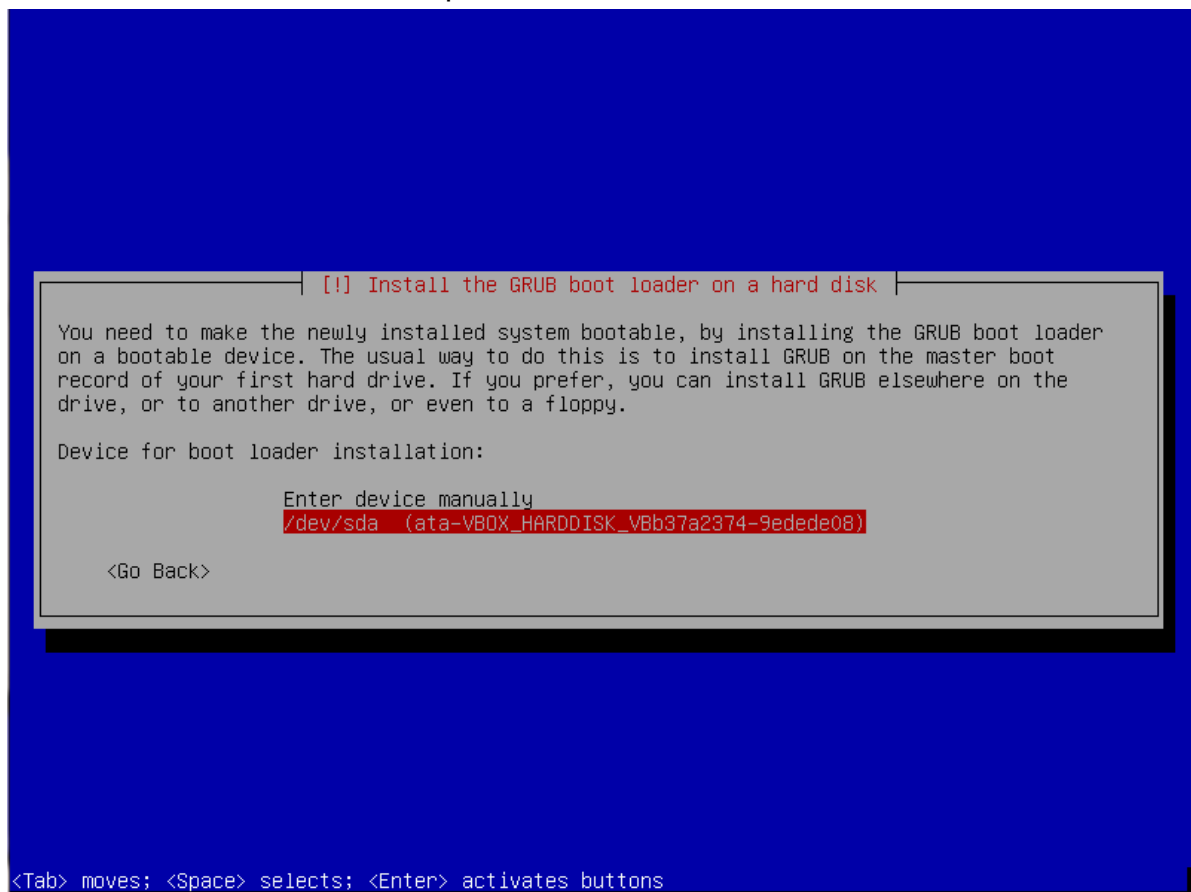 [!] Install the GRUB boot loader on a hard disk
You need to make the newly installed system bootable, by installing the GRUB boot loader
on a bootable device. The usual way to do this is to install GRUB on the master boot
record of your first hard drive. If you prefer, you can install GRUB elsewhere on the
drive, or to another drive, or even to a floppy.
Device for boot loader installation:
Enter device manually
/dev/sda (ata-VBOX_HARDDISK_VBb37a2374-9edede08)
<Go Back>
<Tab> moves; <Space> selects; <Enter> activates buttons